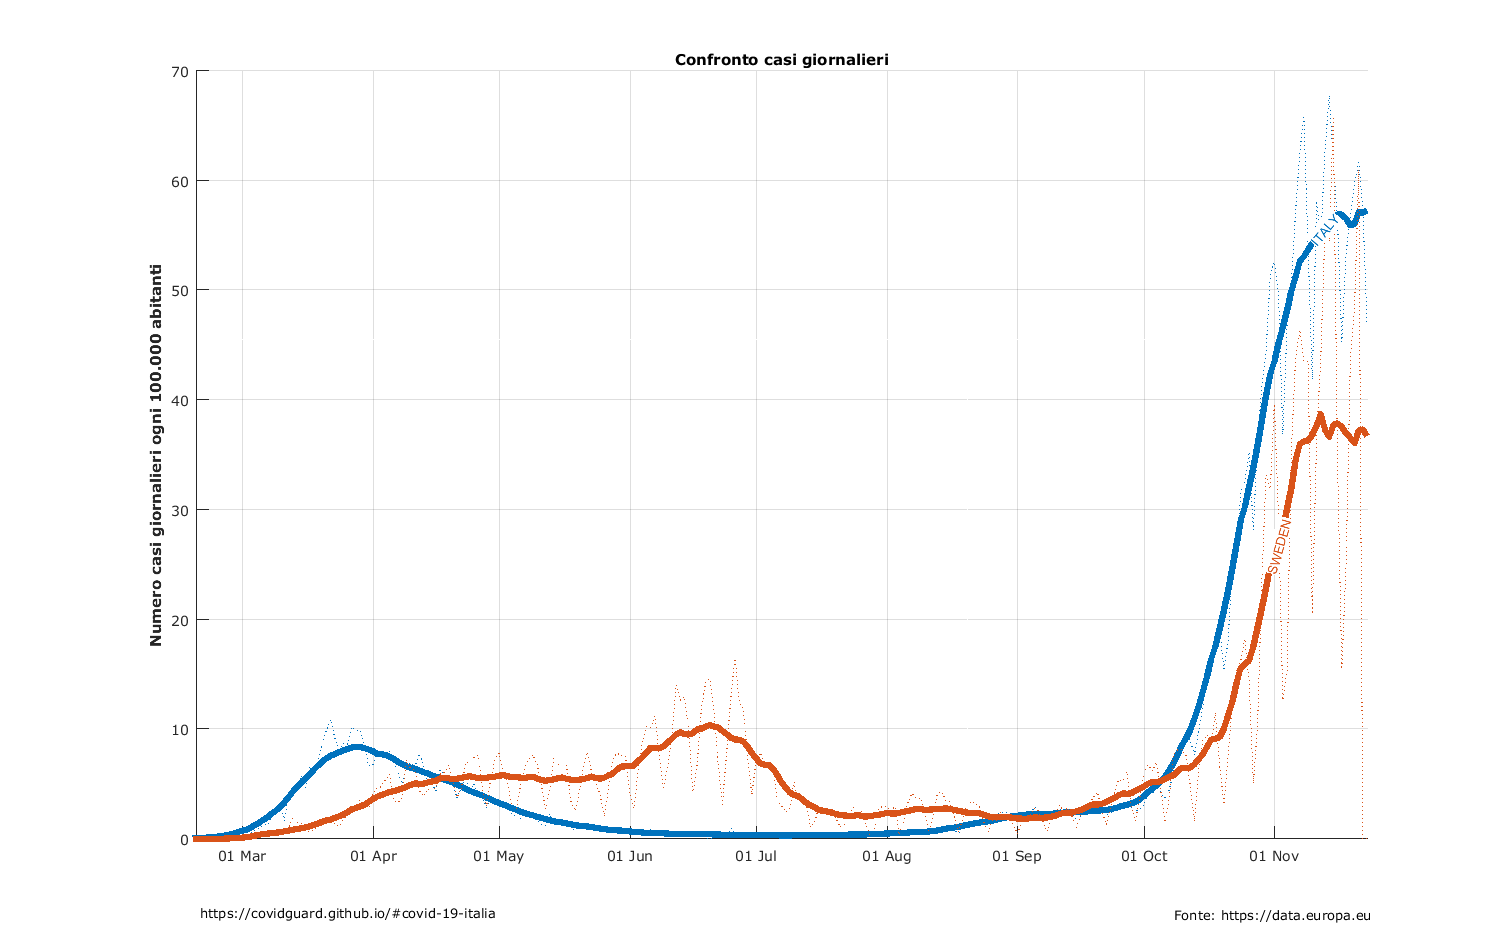 Confronto casi giornalieri
Numero casi giornalieri ogni 100.000 abitanti
70
60
50
40
30
20
10
0
ITALY
SWEDEN
01 Mar
01 Apr
01 May
01 Jun
01 Jul
01 Aug
01 Sep
01 Oct
01 Nov
https://covidguard.github.io/#covid-19-italia
Fonte: https://data.europa.eu